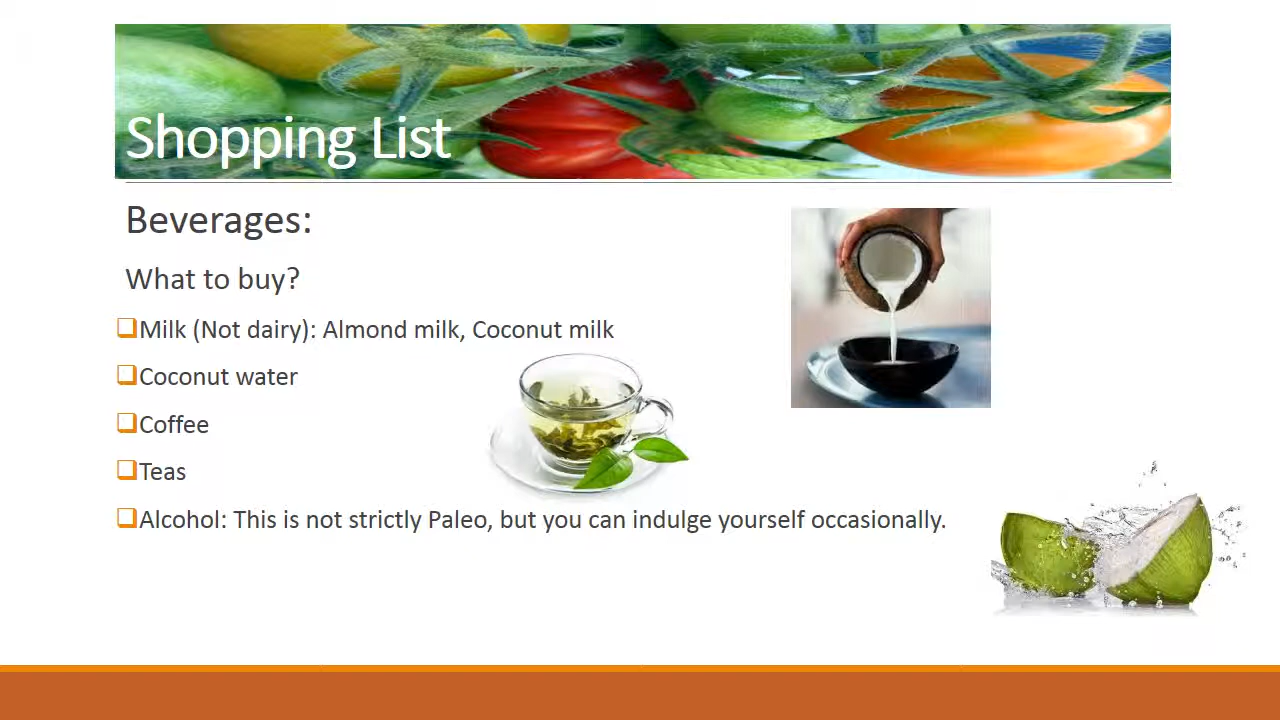 Shopping List
Beverages:
What to buy?
Milk (Not dairy): Almond milk, Coconut milk
Coconut water
Coffee
Teas
Alcohol: This is not strictly Paleo, but you can indulge yourself occasionally.